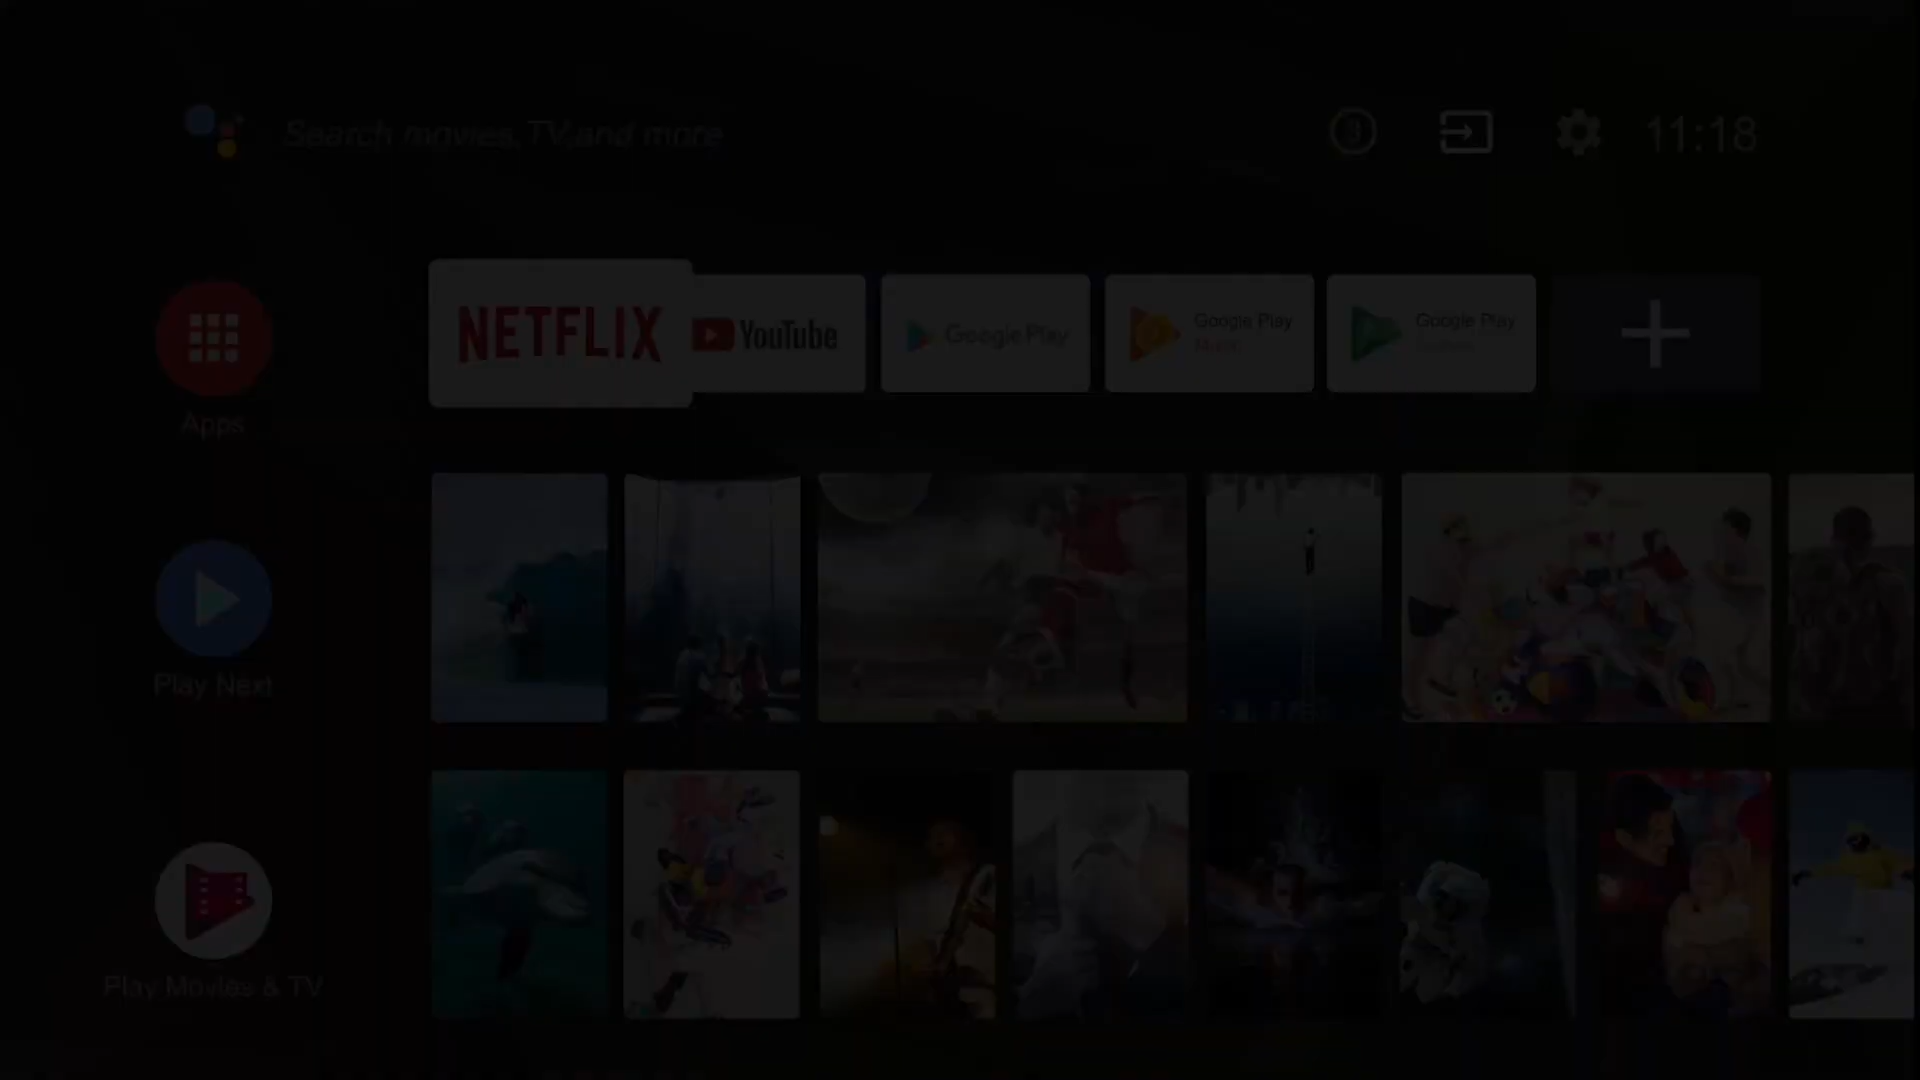 Search movies, TV, and more
11:18
NETFLIX
YouTube
Google Play
Google Play
Google Play
Apps
Play Next
Play Movies & TV